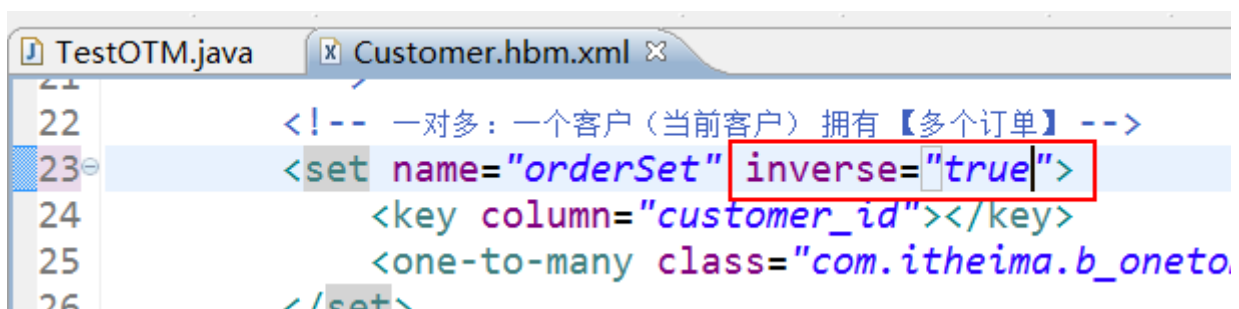 TestOTM.java Customer.hbm.xml
21
22 <!-- 一对多：一个客户（当前客户）拥有【多个订单】 -->
23 <set name="orderSet" inverse="true">
24 <key column="customer_id"></key>
25 <one-to-many class="com.itheima.b_oneto
26 </set>